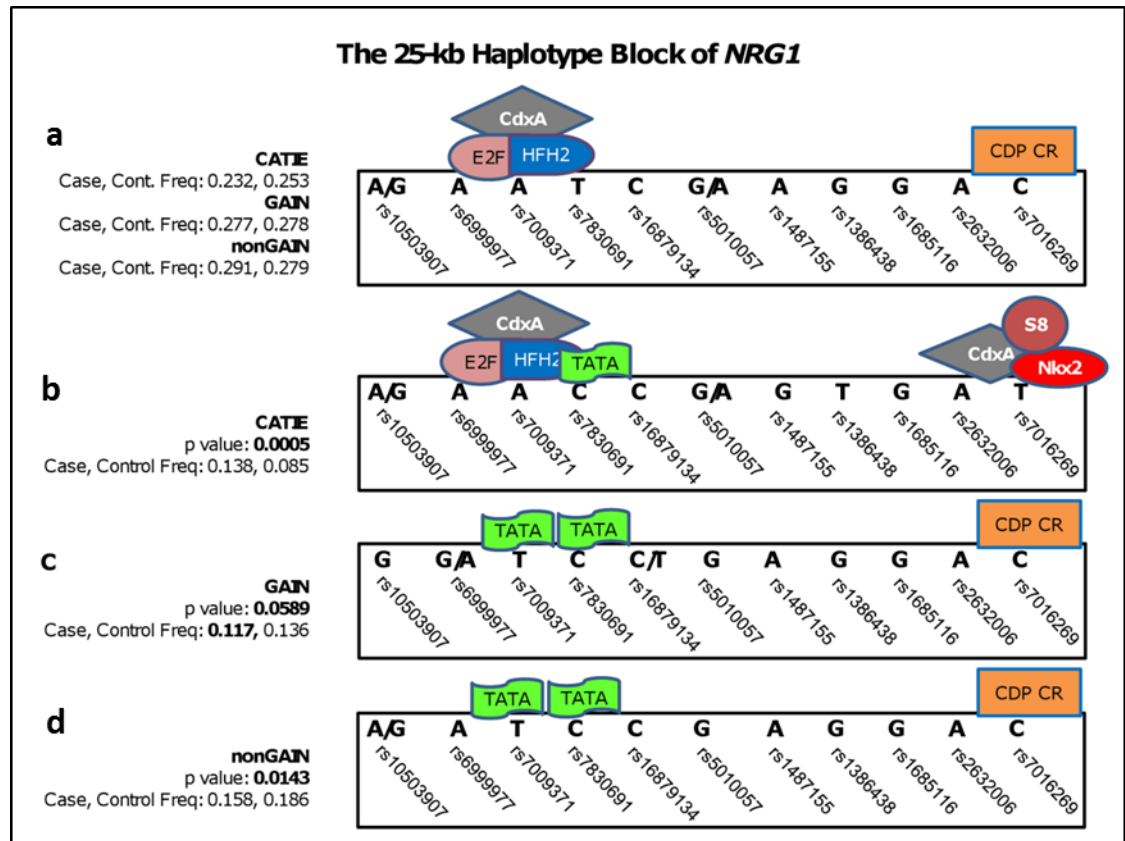 The 25-kb Haplotype Block of NRG1
a
CATIE
Case, Cont. Freq: 0.232, 0.253
GAIN
Case, Cont. Freq: 0.277, 0.278
nonGAIN
Case, Cont. Freq: 0.291, 0.279
CdxA
E2F HFH2
CDP CR
A/G A A T C G/A A G G A C
rs10503907 rs6999977 rs7009371 rs7830691 rs16879134 rs5010057 rs1487155 rs1386438 rs1685116 rs2632006 rs7016269
b
CATIE
p value: 0.0005
Case, Control Freq: 0.138, 0.085
CdxA
E2F HFH2 TATA
S8
CdxA
Nkx2
A/G A A C C G/A G T G A T
rs10503907 rs6999977 rs7009371 rs7830691 rs16879134 rs5010057 rs1487155 rs1386438 rs1685116 rs2632006 rs7016269
c
GAIN
p value: 0.0589
Case, Control Freq: 0.117, 0.136
TATA TATA
CDP CR
G G/A T C C/T G A G G A C
rs10503907 rs6999977 rs7009371 rs7830691 rs16879134 rs5010057 rs1487155 rs1386438 rs1685116 rs2632006 rs7016269
d
nonGAIN
p value: 0.0143
Case, Control Freq: 0.158, 0.186
TATA TATA
CDP CR
A/G A T C C G A G G A C
rs10503907 rs6999977 rs7009371 rs7830691 rs16879134 rs5010057 rs1487155 rs1386438 rs1685116 rs2632006 rs7016269